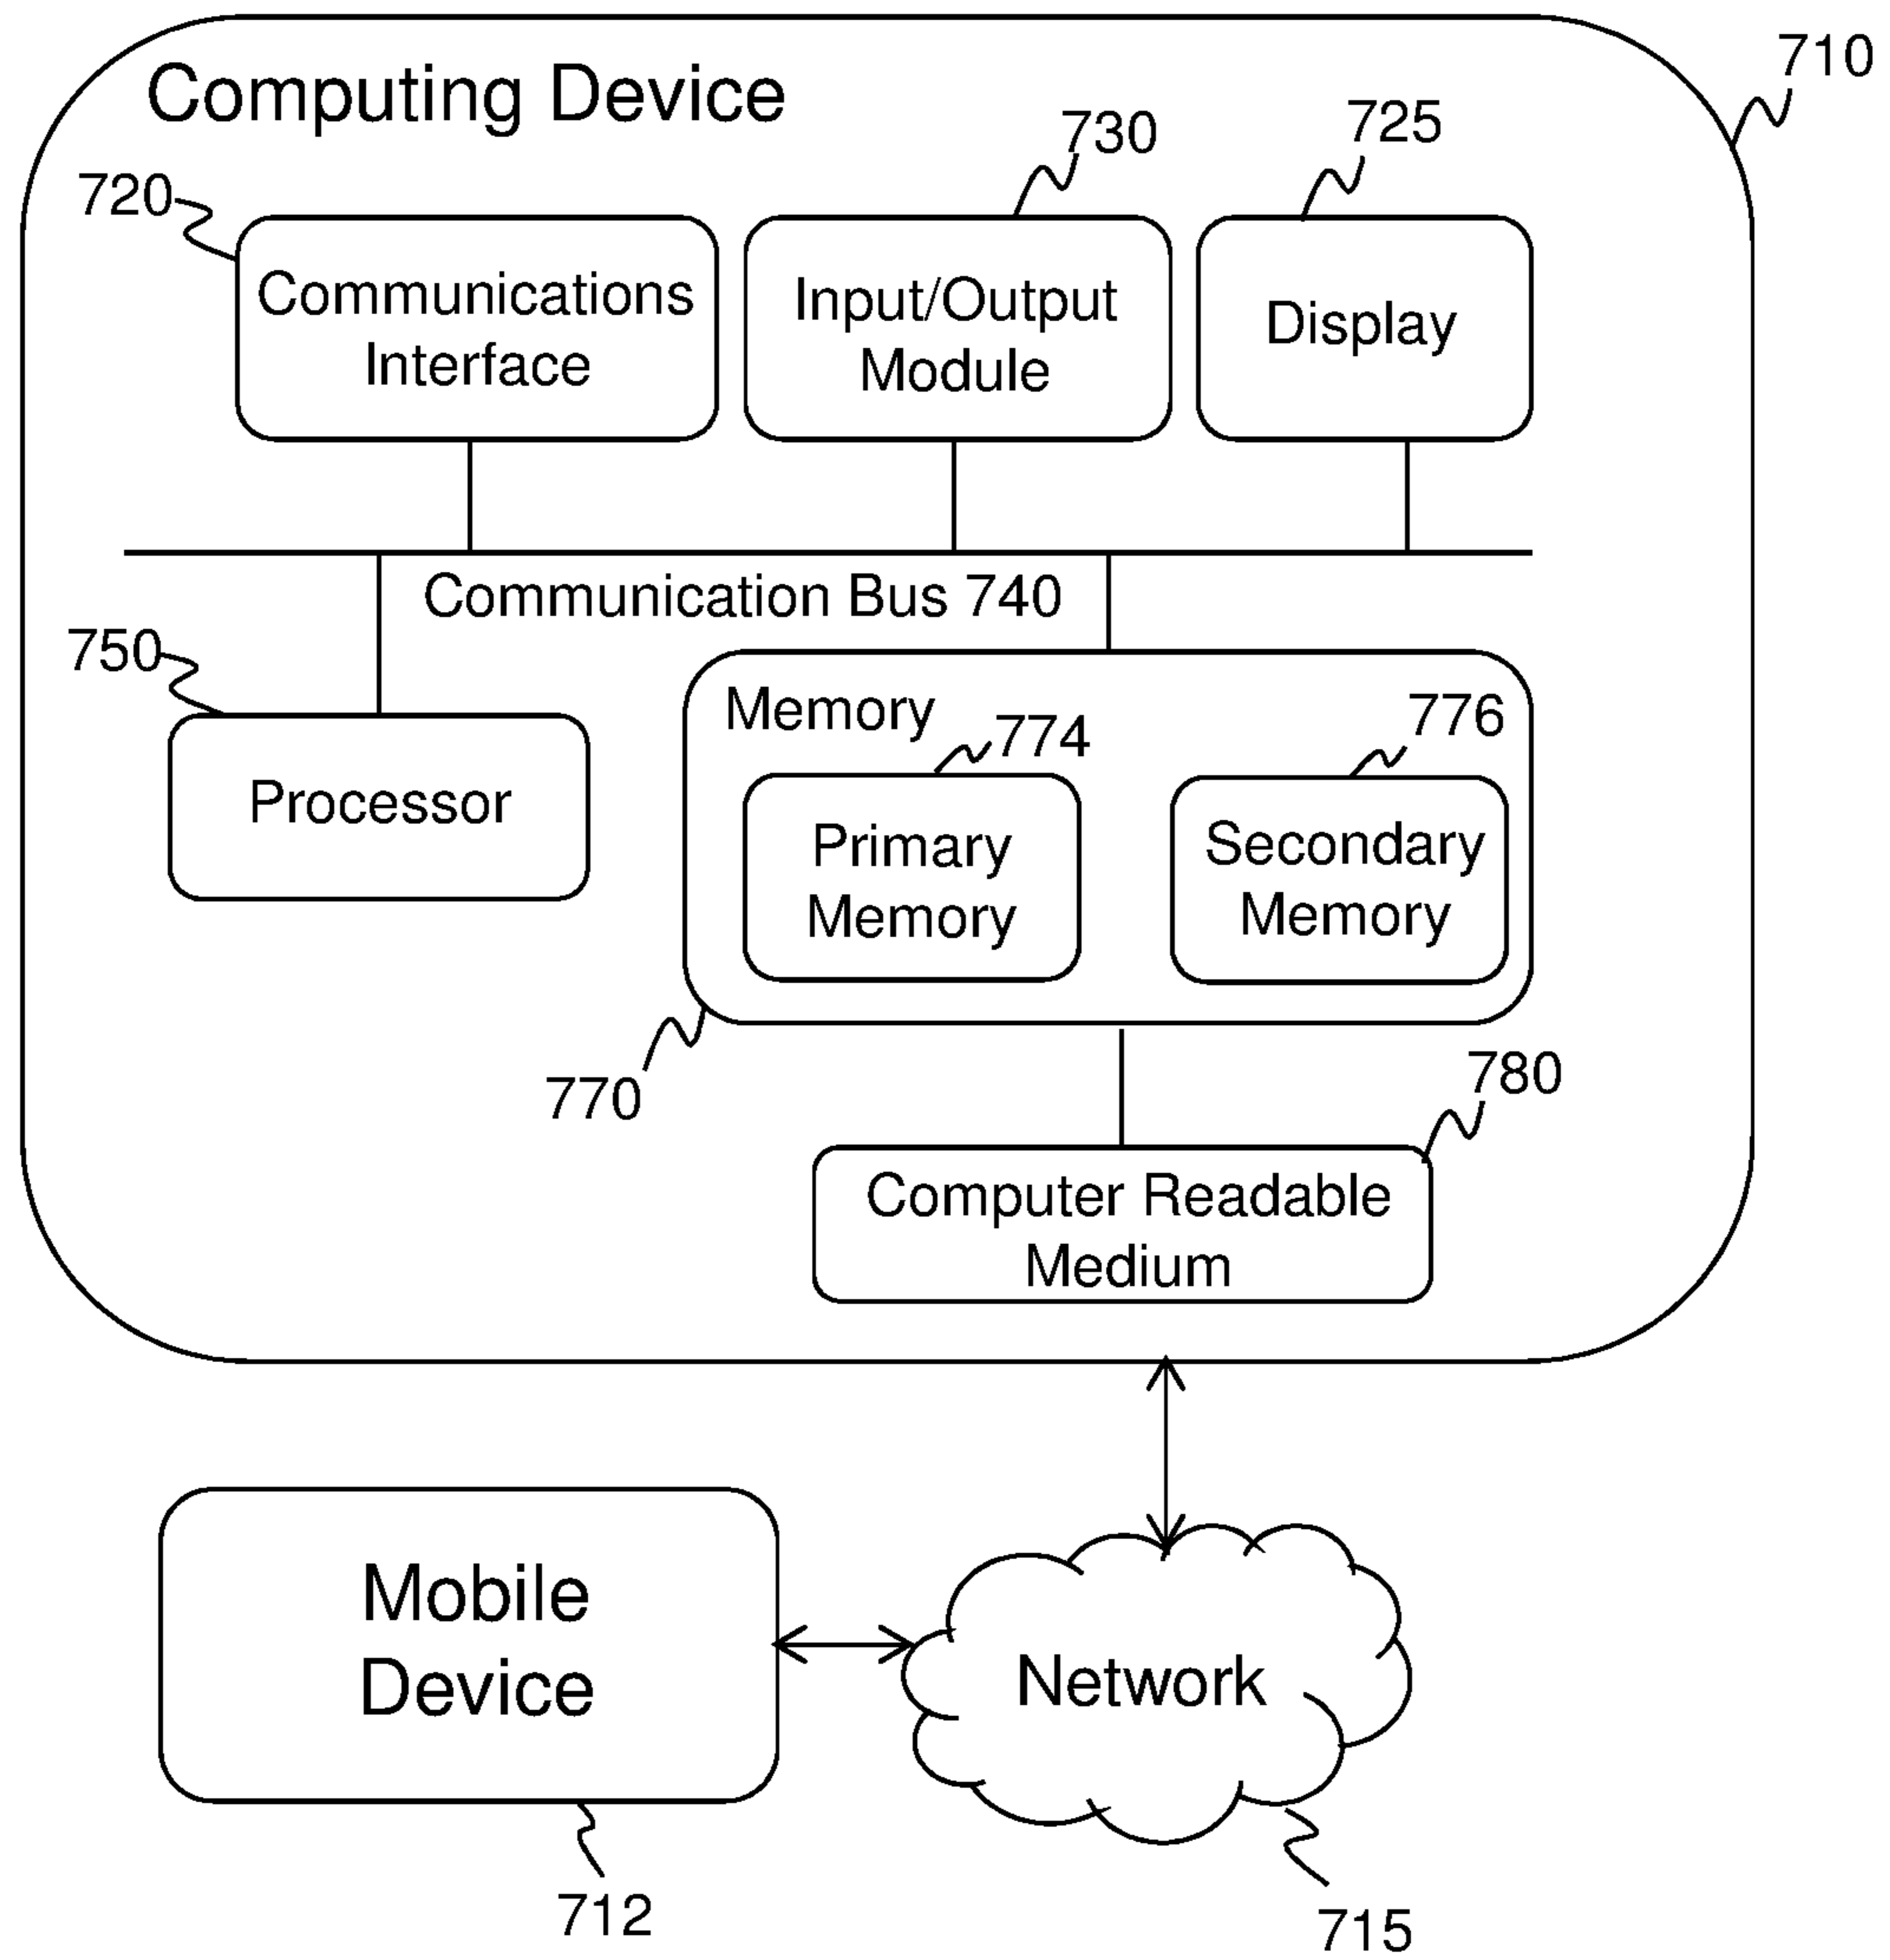 710
Computing Device
730
725
720
Communications
Interface
Input/Output
Module
Display
Communication Bus 740
750
Processor
Memory
774
776
Primary
Memory
Secondary
Memory
770
780
Computer Readable
Medium
Mobile
Device
Network
712
715